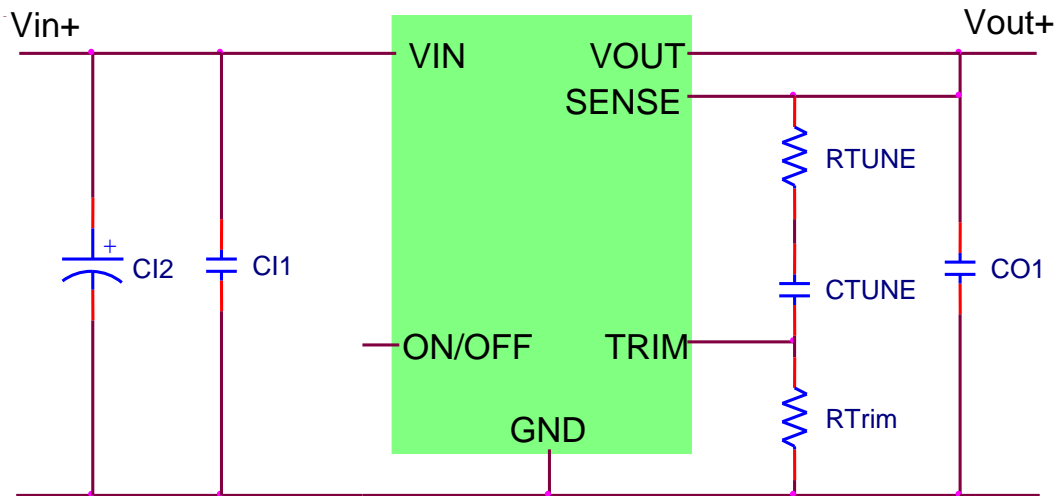 Vin+
Vout+
VIN
VOUT
SENSE
RTUNE
+
CI2
CI1
CTUNE
CO1
ON/OFF
TRIM
RTrim
GND